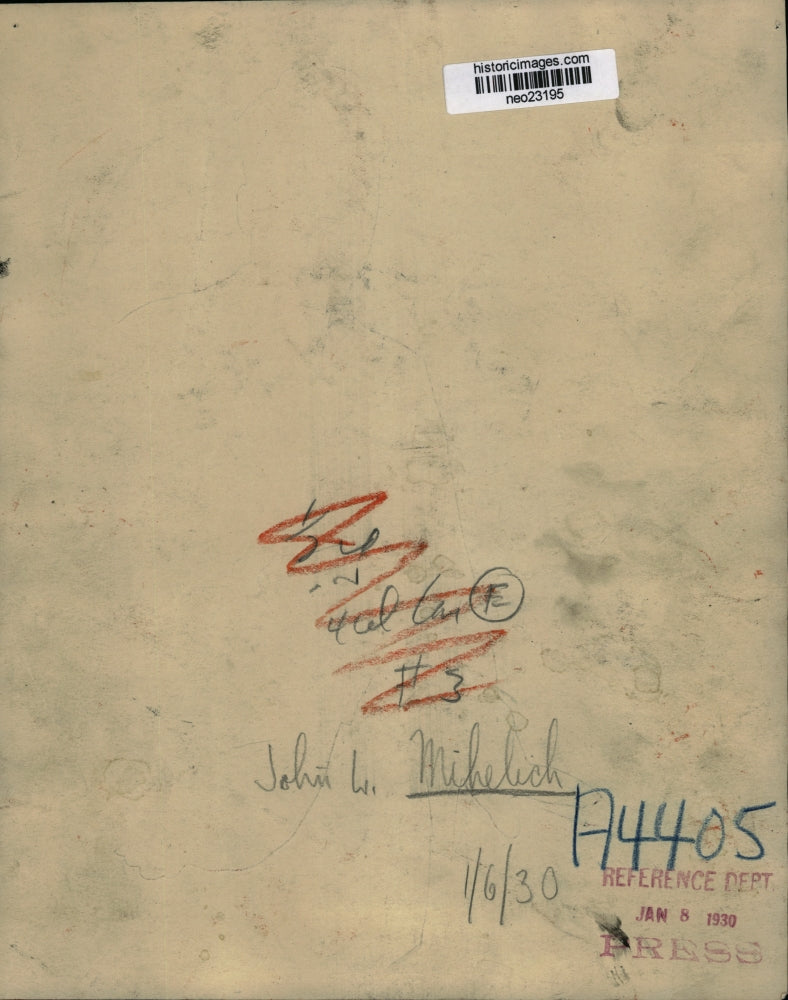 historicimages.com
neo23195
4 col
E
#3
John W. Mihelich
A4405
1/6/30
REFERENCE DEPT.
JAN 8 1930
PRESS